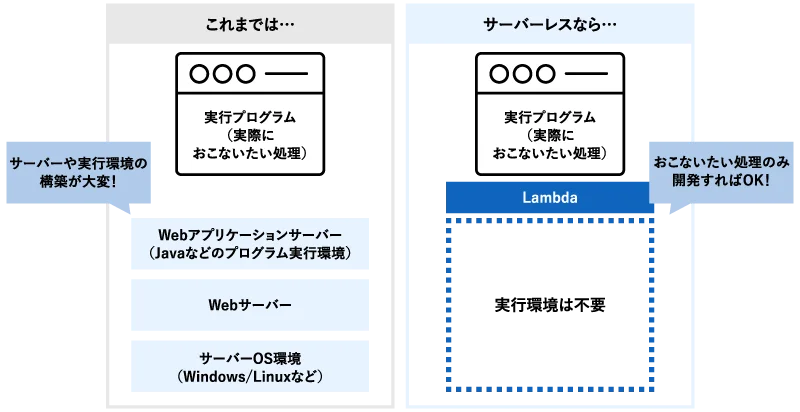 これまでは…
実行プログラム
（実際に
おこないたい処理）
サーバーや実行環境の
構築が大変！
Webアプリケーションサーバー
（Javaなどのプログラム実行環境）
Webサーバー
サーバーOS環境
（Windows/Linuxなど）
サーバーレスなら…
実行プログラム
（実際に
おこないたい処理）
おこないたい処理のみ
開発すればOK！
Lambda
実行環境は不要